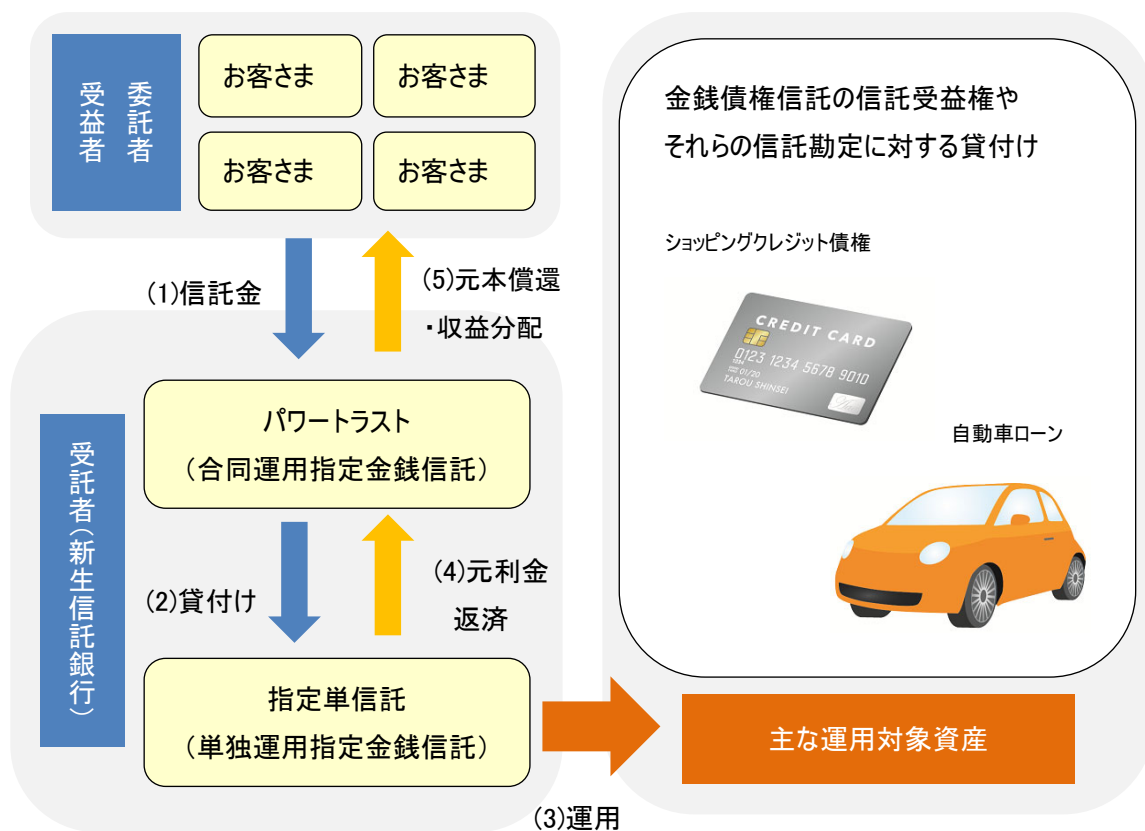 委託者
受益者
お客さま
お客さま
お客さま
お客さま
(1)信託金
(5)元本償還
・収益分配
受託者(新生信託銀行)
パワートラスト
(合同運用指定金銭信託)
(2)貸付け
(4)元利金
返済
指定単信託
(単独運用指定金銭信託)
(3)運用
金銭債権信託の信託受益権や
それらの信託勘定に対する貸付け
ショッピングクレジット債権
CREDIT CARD
0123 1234 5678 9010
01/20
TAROU SHINSEI
自動車ローン
主な運用対象資産